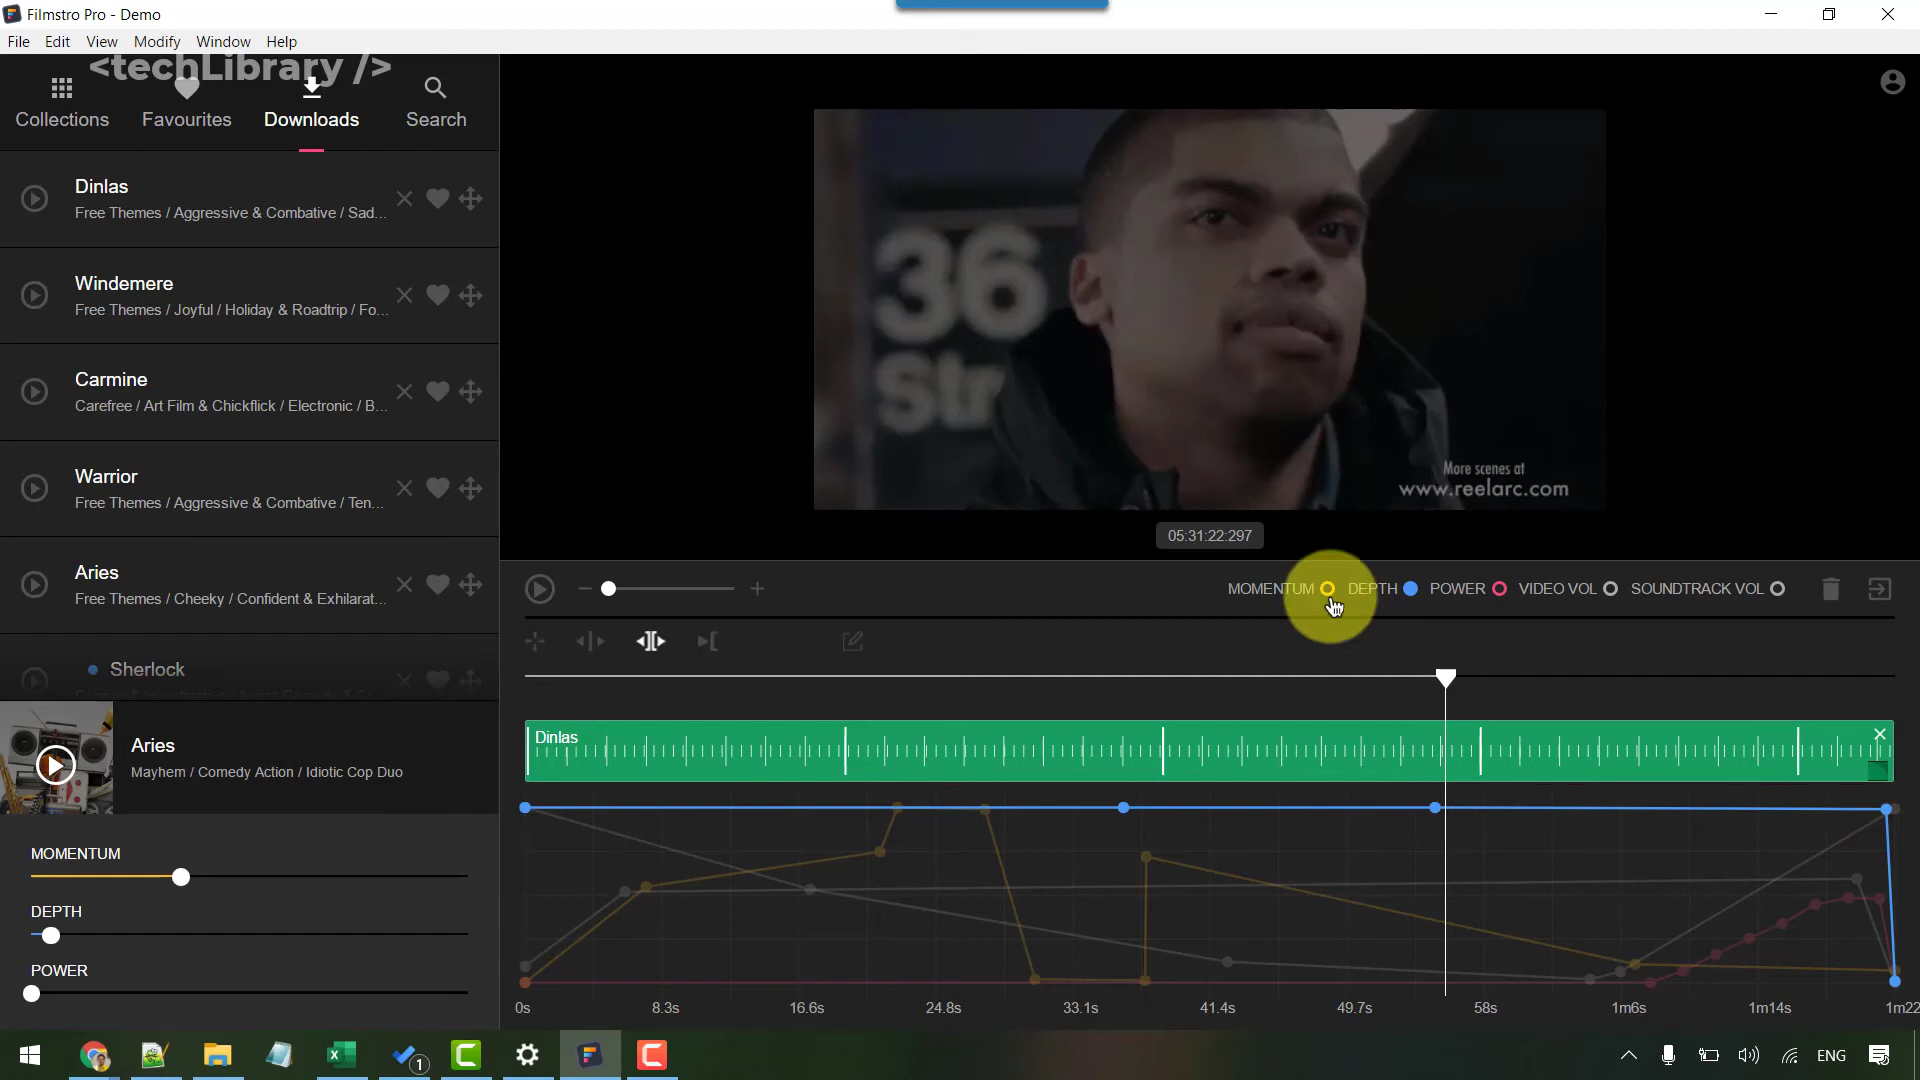 Filmstro Pro - Demo
File Edit View Modify Window Help
<techLibrary />
Collections Favourites Downloads Search
Dinlas
Free Themes / Aggressive & Combative / Sad...
Windemere
Free Themes / Joyful / Holiday & Roadtrip / Fo...
Carmine
Carefree / Art Film & Chickflick / Electronic / B...
Warrior
Free Themes / Aggressive & Combative / Ten...
Aries
Free Themes / Cheeky / Confident & Exhilarat...
Sherlock
Aries
Mayhem / Comedy Action / Idiotic Cop Duo
MOMENTUM
DEPTH
POWER
36
Str
More scenes at
www.reelarc.com
05:31:22:297
MOMENTUM DEPTH POWER VIDEO VOL SOUNDTRACK VOL
Dinlas
0s 8.3s 16.6s 24.8s 33.1s 41.4s 49.7s 58s 1m6s 1m14s 1m22
1
ENG